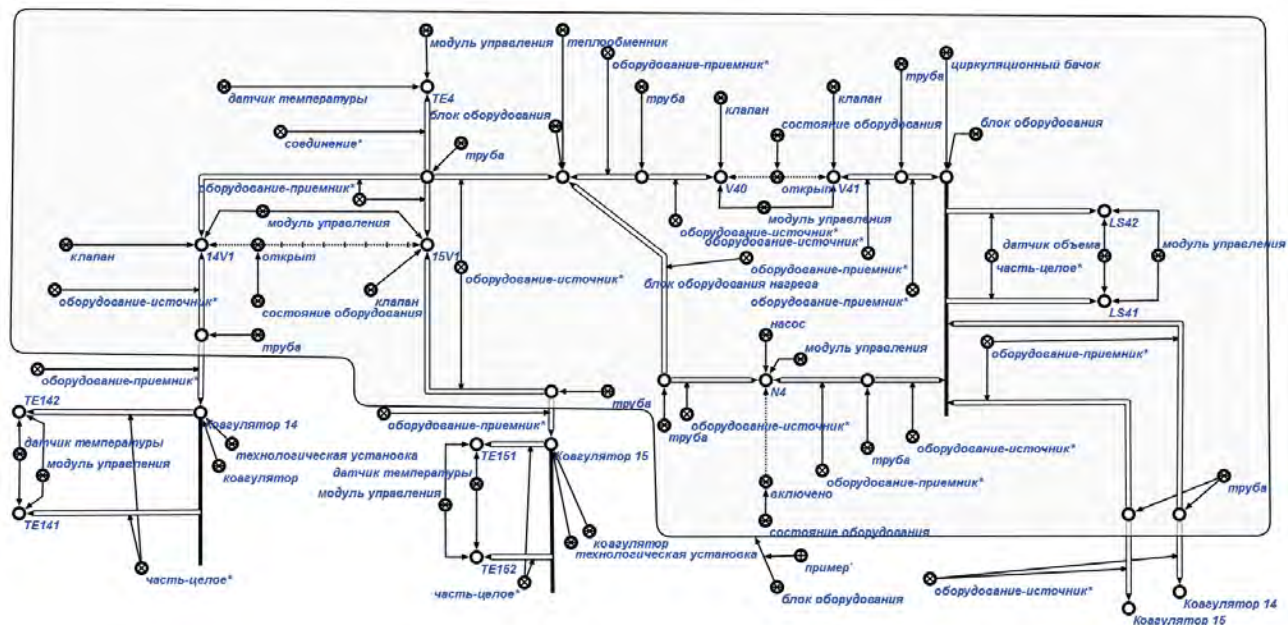 модуль управления
теплообменник
оборудование-приемник*
циркуляционный бачок
труба
датчик температуры
TE4
труба
клапан
клапан
блок оборудования
состояние оборудования
блок оборудования
соединение*
труба
оборудование-приемник*
V40
открыт
V41
модуль управления
модуль управления
оборудование-источник*
LS42
оборудование-источник*
датчик объема
модуль управления
клапан
14V1
открыт
15V1
оборудование-приемник*
часть-целое*
оборудование-источник*
оборудование-источник*
клапан
блок оборудования нагрева
оборудование-приемник*
состояние оборудования
LS41
насос
труба
модуль управления
оборудование-приемник*
оборудование-приемник*
N4
TE142
труба
Коагулятор 14
оборудование-приемник*
оборудование-источник*
труба
датчик температуры
технологическая установка
TE151
Коагулятор 15
оборудование-источник*
труба
модуль управления
коагулятор
датчик температуры
оборудование-приемник*
труба
модуль управления
включено
TE141
состояние оборудования
коагулятор
технологическая установка
TE152
пример'
часть-целое*
часть-целое*
блок оборудования
оборудование-источник*
Коагулятор 14
Коагулятор 15